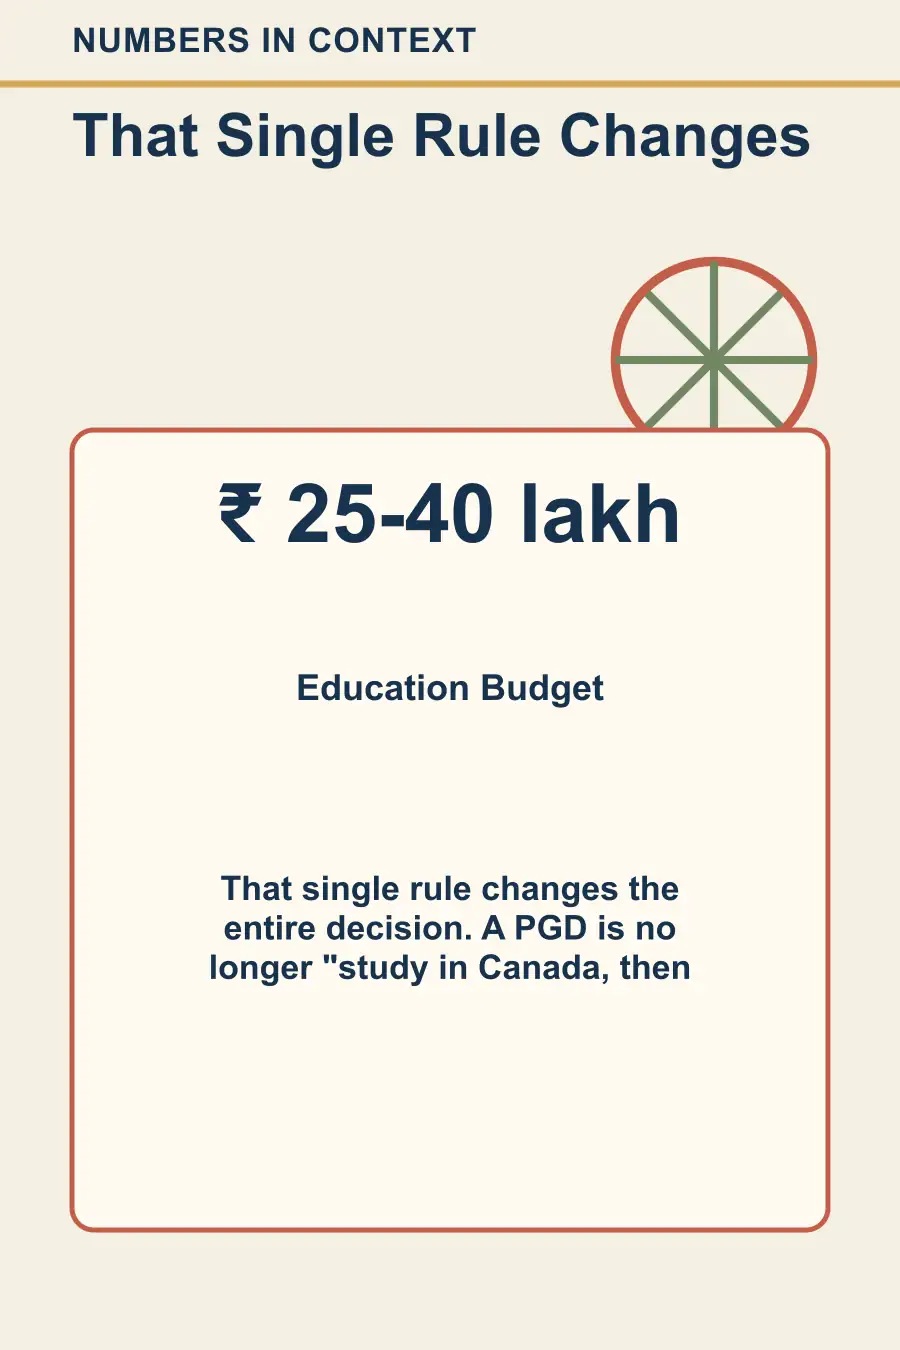 NUMBERS IN CONTEXT
That Single Rule Changes
₹ 25-40 lakh
Education Budget
That single rule changes the
entire decision. A PGD is no
longer "study in Canada, then